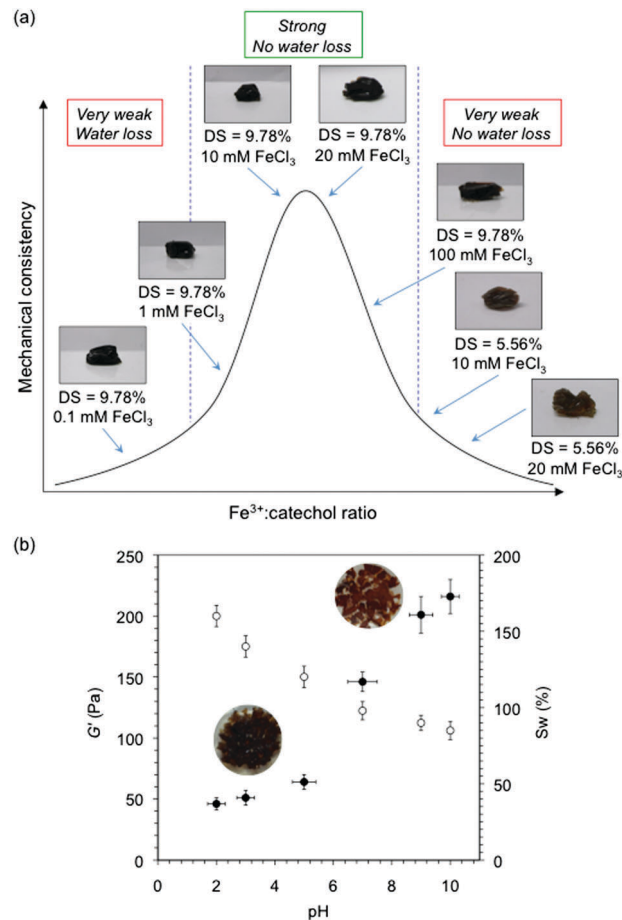 (a)
Strong
No water loss
Very weak
Water loss
Very weak
No water loss
DS = 9.78%
10 mM FeCl₃
DS = 9.78%
20 mM FeCl₃
DS = 9.78%
100 mM FeCl₃
DS = 9.78%
1 mM FeCl₃
DS = 5.56%
10 mM FeCl₃
DS = 9.78%
0.1 mM FeCl₃
DS = 5.56%
20 mM FeCl₃
Mechanical consistency
Fe³⁺:catechol ratio
(b)
250
200
150
100
50
0
G′ (Pa)
200
150
100
50
0
Sw (%)
0
2
4
6
8
10
pH